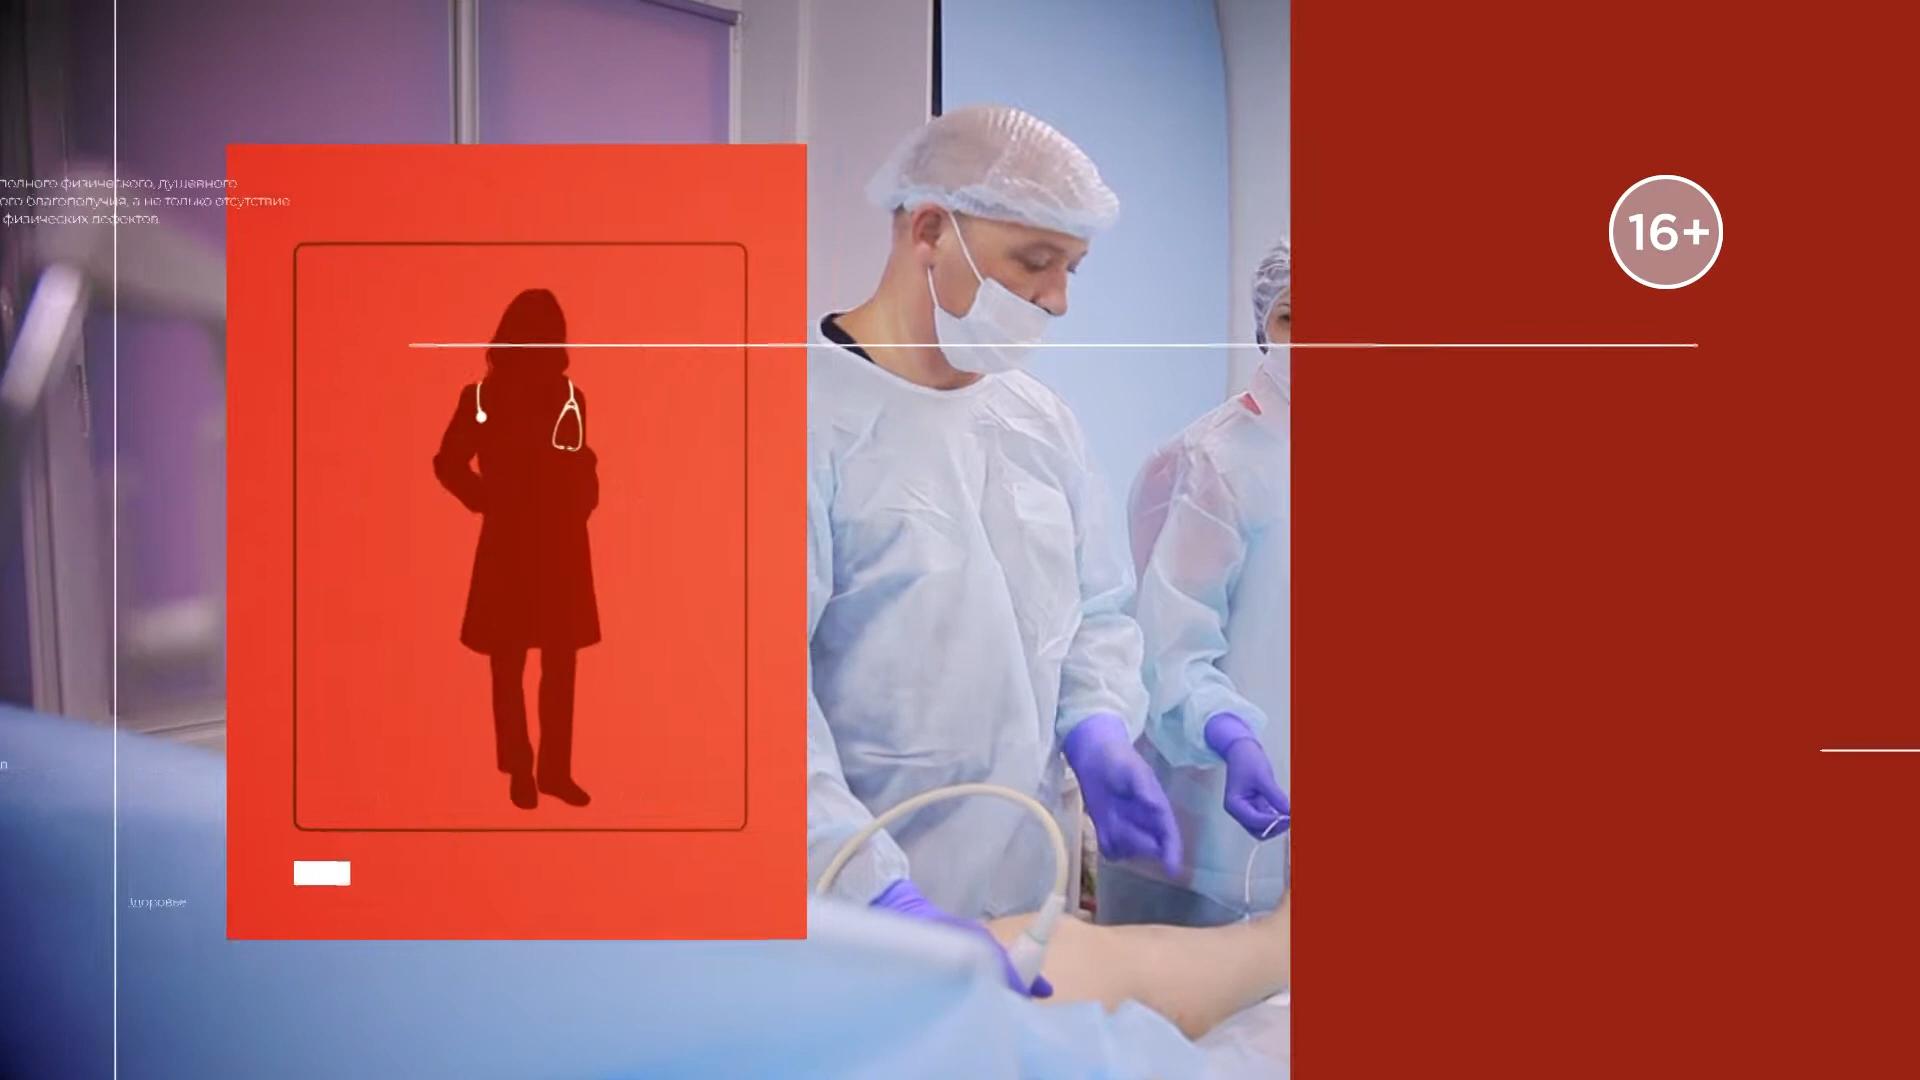 полного физического, душевного
ого благополучия, а не только отсутствие
физических дефектов.
16+
Здоровье